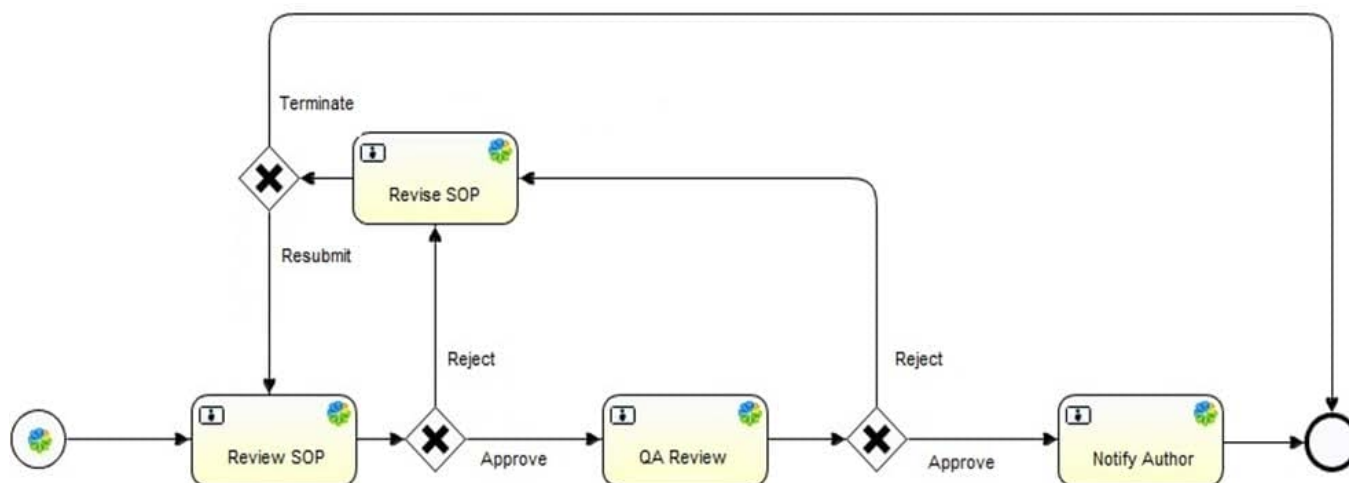 Terminate
Revise SOP
Resubmit
Reject
Reject
Review SOP
Approve
QA Review
Approve
Notify Author